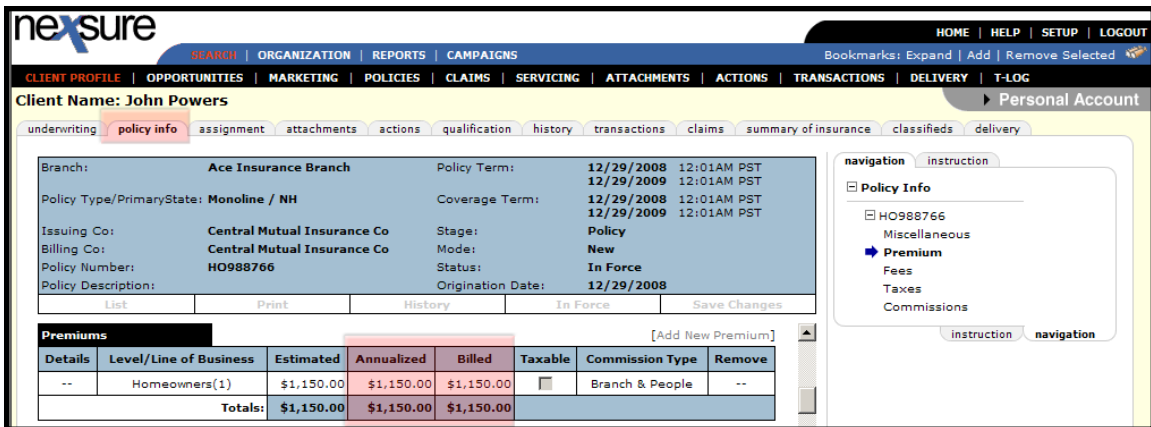 nexsure
HOME | HELP | SETUP | LOGOUT
SEARCH | ORGANIZATION | REPORTS | CAMPAIGNS
Bookmarks: Expand | Add | Remove Selected
CLIENT PROFILE | OPPORTUNITIES | MARKETING | POLICIES | CLAIMS | SERVICING | ATTACHMENTS | ACTIONS | TRANSACTIONS | DELIVERY | T-LOG
Client Name: John Powers
Personal Account
underwriting policy info assignment attachments actions qualification history transactions claims summary of insurance classifieds delivery
Branch: Ace Insurance Branch Policy Term: 12/29/2008 12:01AM PST
12/29/2009 12:01AM PST
Policy Type/PrimaryState: Monoline / NH Coverage Term: 12/29/2008 12:01AM PST
12/29/2009 12:01AM PST
Issuing Co: Central Mutual Insurance Co Stage: Policy
Billing Co: Central Mutual Insurance Co Mode: New
Policy Number: HO988766 Status: In Force
Policy Description: Origination Date: 12/29/2008
List Print History In Force Save Changes
Premiums [Add New Premium]
Details Level/Line of Business Estimated Annualized Billed Taxable Commission Type Remove
-- Homeowners(1) $1,150.00 $1,150.00 $1,150.00 Branch & People --
Totals: $1,150.00 $1,150.00 $1,150.00
navigation instruction
Policy Info
HO988766
Miscellaneous
Premium
Fees
Taxes
Commissions
instruction navigation